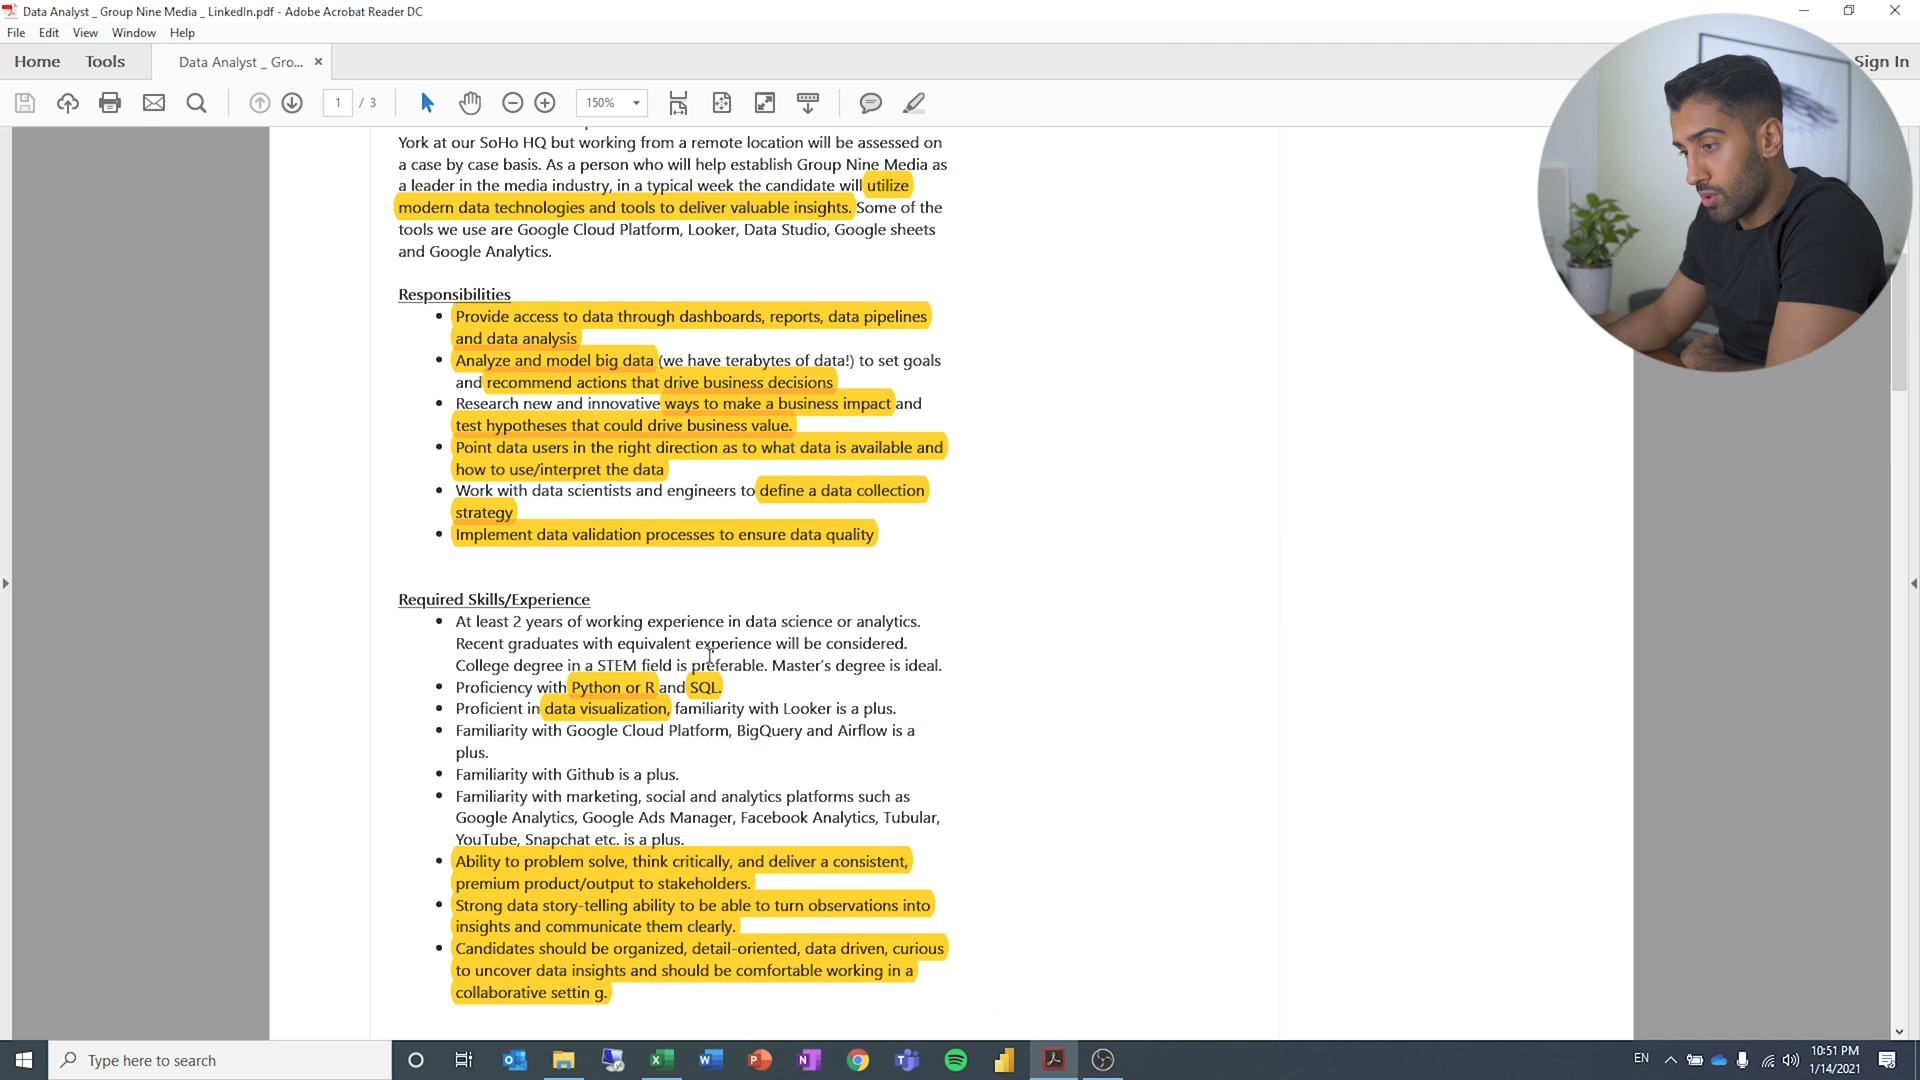 Data Analyst _ Group Nine Media _ LinkedIn.pdf - Adobe Acrobat Reader DC
File Edit View Window Help
Home Tools Data Analyst _ Gro... × Sign In
1 / 3 150%
York at our SoHo HQ but working from a remote location will be assessed on
a case by case basis. As a person who will help establish Group Nine Media as
a leader in the media industry, in a typical week the candidate will utilize
modern data technologies and tools to deliver valuable insights. Some of the
tools we use are Google Cloud Platform, Looker, Data Studio, Google sheets
and Google Analytics.
Responsibilities
• Provide access to data through dashboards, reports, data pipelines
and data analysis
• Analyze and model big data (we have terabytes of data!) to set goals
and recommend actions that drive business decisions
• Research new and innovative ways to make a business impact and
test hypotheses that could drive business value.
• Point data users in the right direction as to what data is available and
how to use/interpret the data
• Work with data scientists and engineers to define a data collection
strategy
• Implement data validation processes to ensure data quality
Required Skills/Experience
• At least 2 years of working experience in data science or analytics.
Recent graduates with equivalent experience will be considered.
College degree in a STEM field is preferable. Master's degree is ideal.
• Proficiency with Python or R and SQL.
• Proficient in data visualization, familiarity with Looker is a plus.
• Familiarity with Google Cloud Platform, BigQuery and Airflow is a
plus.
• Familiarity with Github is a plus.
• Familiarity with marketing, social and analytics platforms such as
Google Analytics, Google Ads Manager, Facebook Analytics, Tubular,
YouTube, Snapchat etc. is a plus.
• Ability to problem solve, think critically, and deliver a consistent,
premium product/output to stakeholders.
• Strong data story-telling ability to be able to turn observations into
insights and communicate them clearly.
• Candidates should be organized, detail-oriented, data driven, curious
to uncover data insights and should be comfortable working in a
collaborative settin g.
Type here to search
EN
10:51 PM
1/14/2021